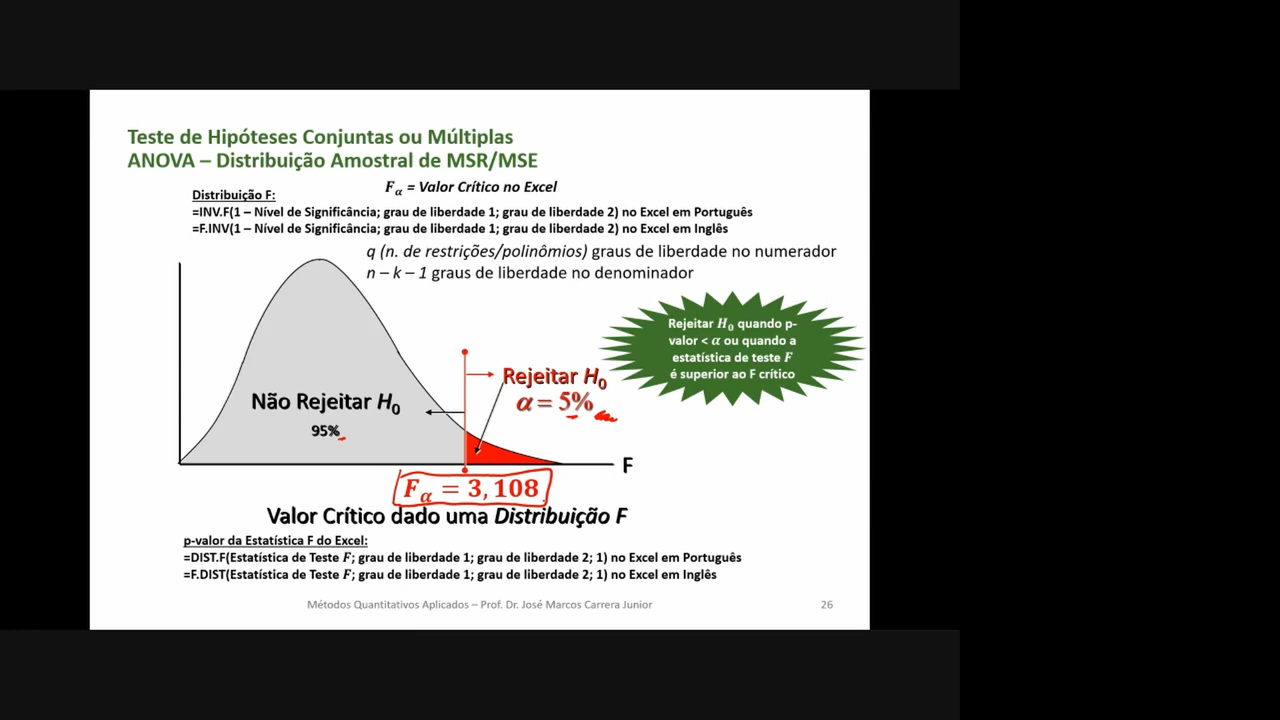 Teste de Hipóteses Conjuntas ou Múltiplas
ANOVA – Distribuição Amostral de MSR/MSE
Fα = Valor Crítico no Excel
Distribuição F:
=INV.F(1 – Nível de Significância; grau de liberdade 1; grau de liberdade 2) no Excel em Português
=F.INV(1 – Nível de Significância; grau de liberdade 1; grau de liberdade 2) no Excel em Inglês
q (n. de restrições/polinômios) graus de liberdade no numerador
n – k – 1 graus de liberdade no denominador
Rejeitar H0 quando p-
valor < α ou quando a
estatística de teste F
é superior ao F crítico
Rejeitar H0
α = 5%
Não Rejeitar H0
95%
F
Fα = 3,108
Valor Crítico dado uma Distribuição F
p-valor da Estatística F do Excel:
=DIST.F(Estatística de Teste F; grau de liberdade 1; grau de liberdade 2; 1) no Excel em Português
=F.DIST(Estatística de Teste F; grau de liberdade 1; grau de liberdade 2; 1) no Excel em Inglês
Métodos Quantitativos Aplicados – Prof. Dr. José Marcos Carrera Junior
26